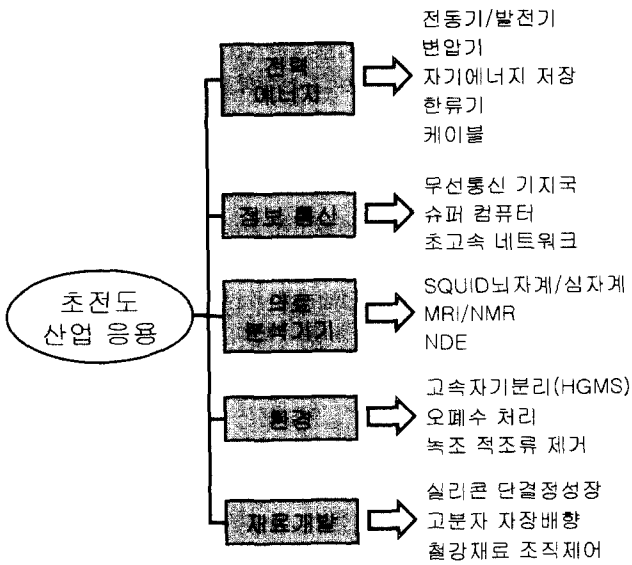 초전도
산업 응용
전력
에너지
전동기/발전기
변압기
자기에너지 저장
한류기
케이블
정보 통신
무선통신 기지국
슈퍼 컴퓨터
초고속 네트워크
의료
분석기기
SQUID뇌자계/심자계
MRI/NMR
NDE
환경
고속자기분리(HGMS)
오폐수 처리
녹조 적조류 제거
재료개발
실리콘 단결정성장
고분자 자장배향
철강재료 조직제어